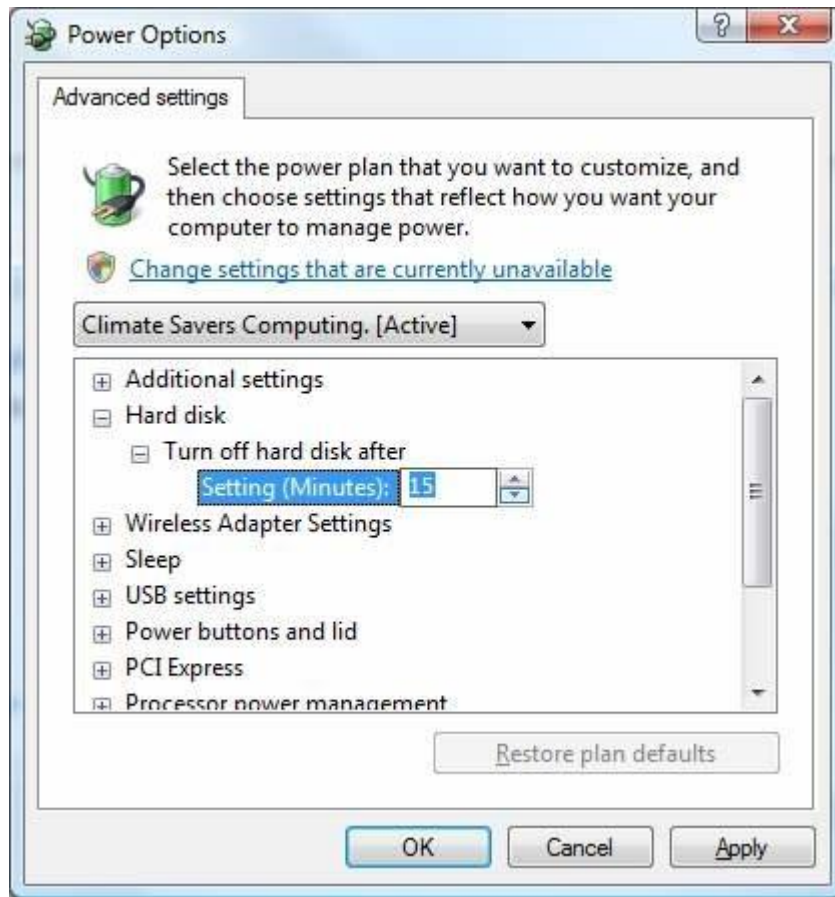 Power Options
Advanced settings
Select the power plan that you want to customize, and
then choose settings that reflect how you want your
computer to manage power.
Change settings that are currently unavailable
Climate Savers Computing. [Active]
Additional settings
Hard disk
Turn off hard disk after
Setting (Minutes): 15
Wireless Adapter Settings
Sleep
USB settings
Power buttons and lid
PCI Express
Processor power management
Restore plan defaults
OK Cancel Apply